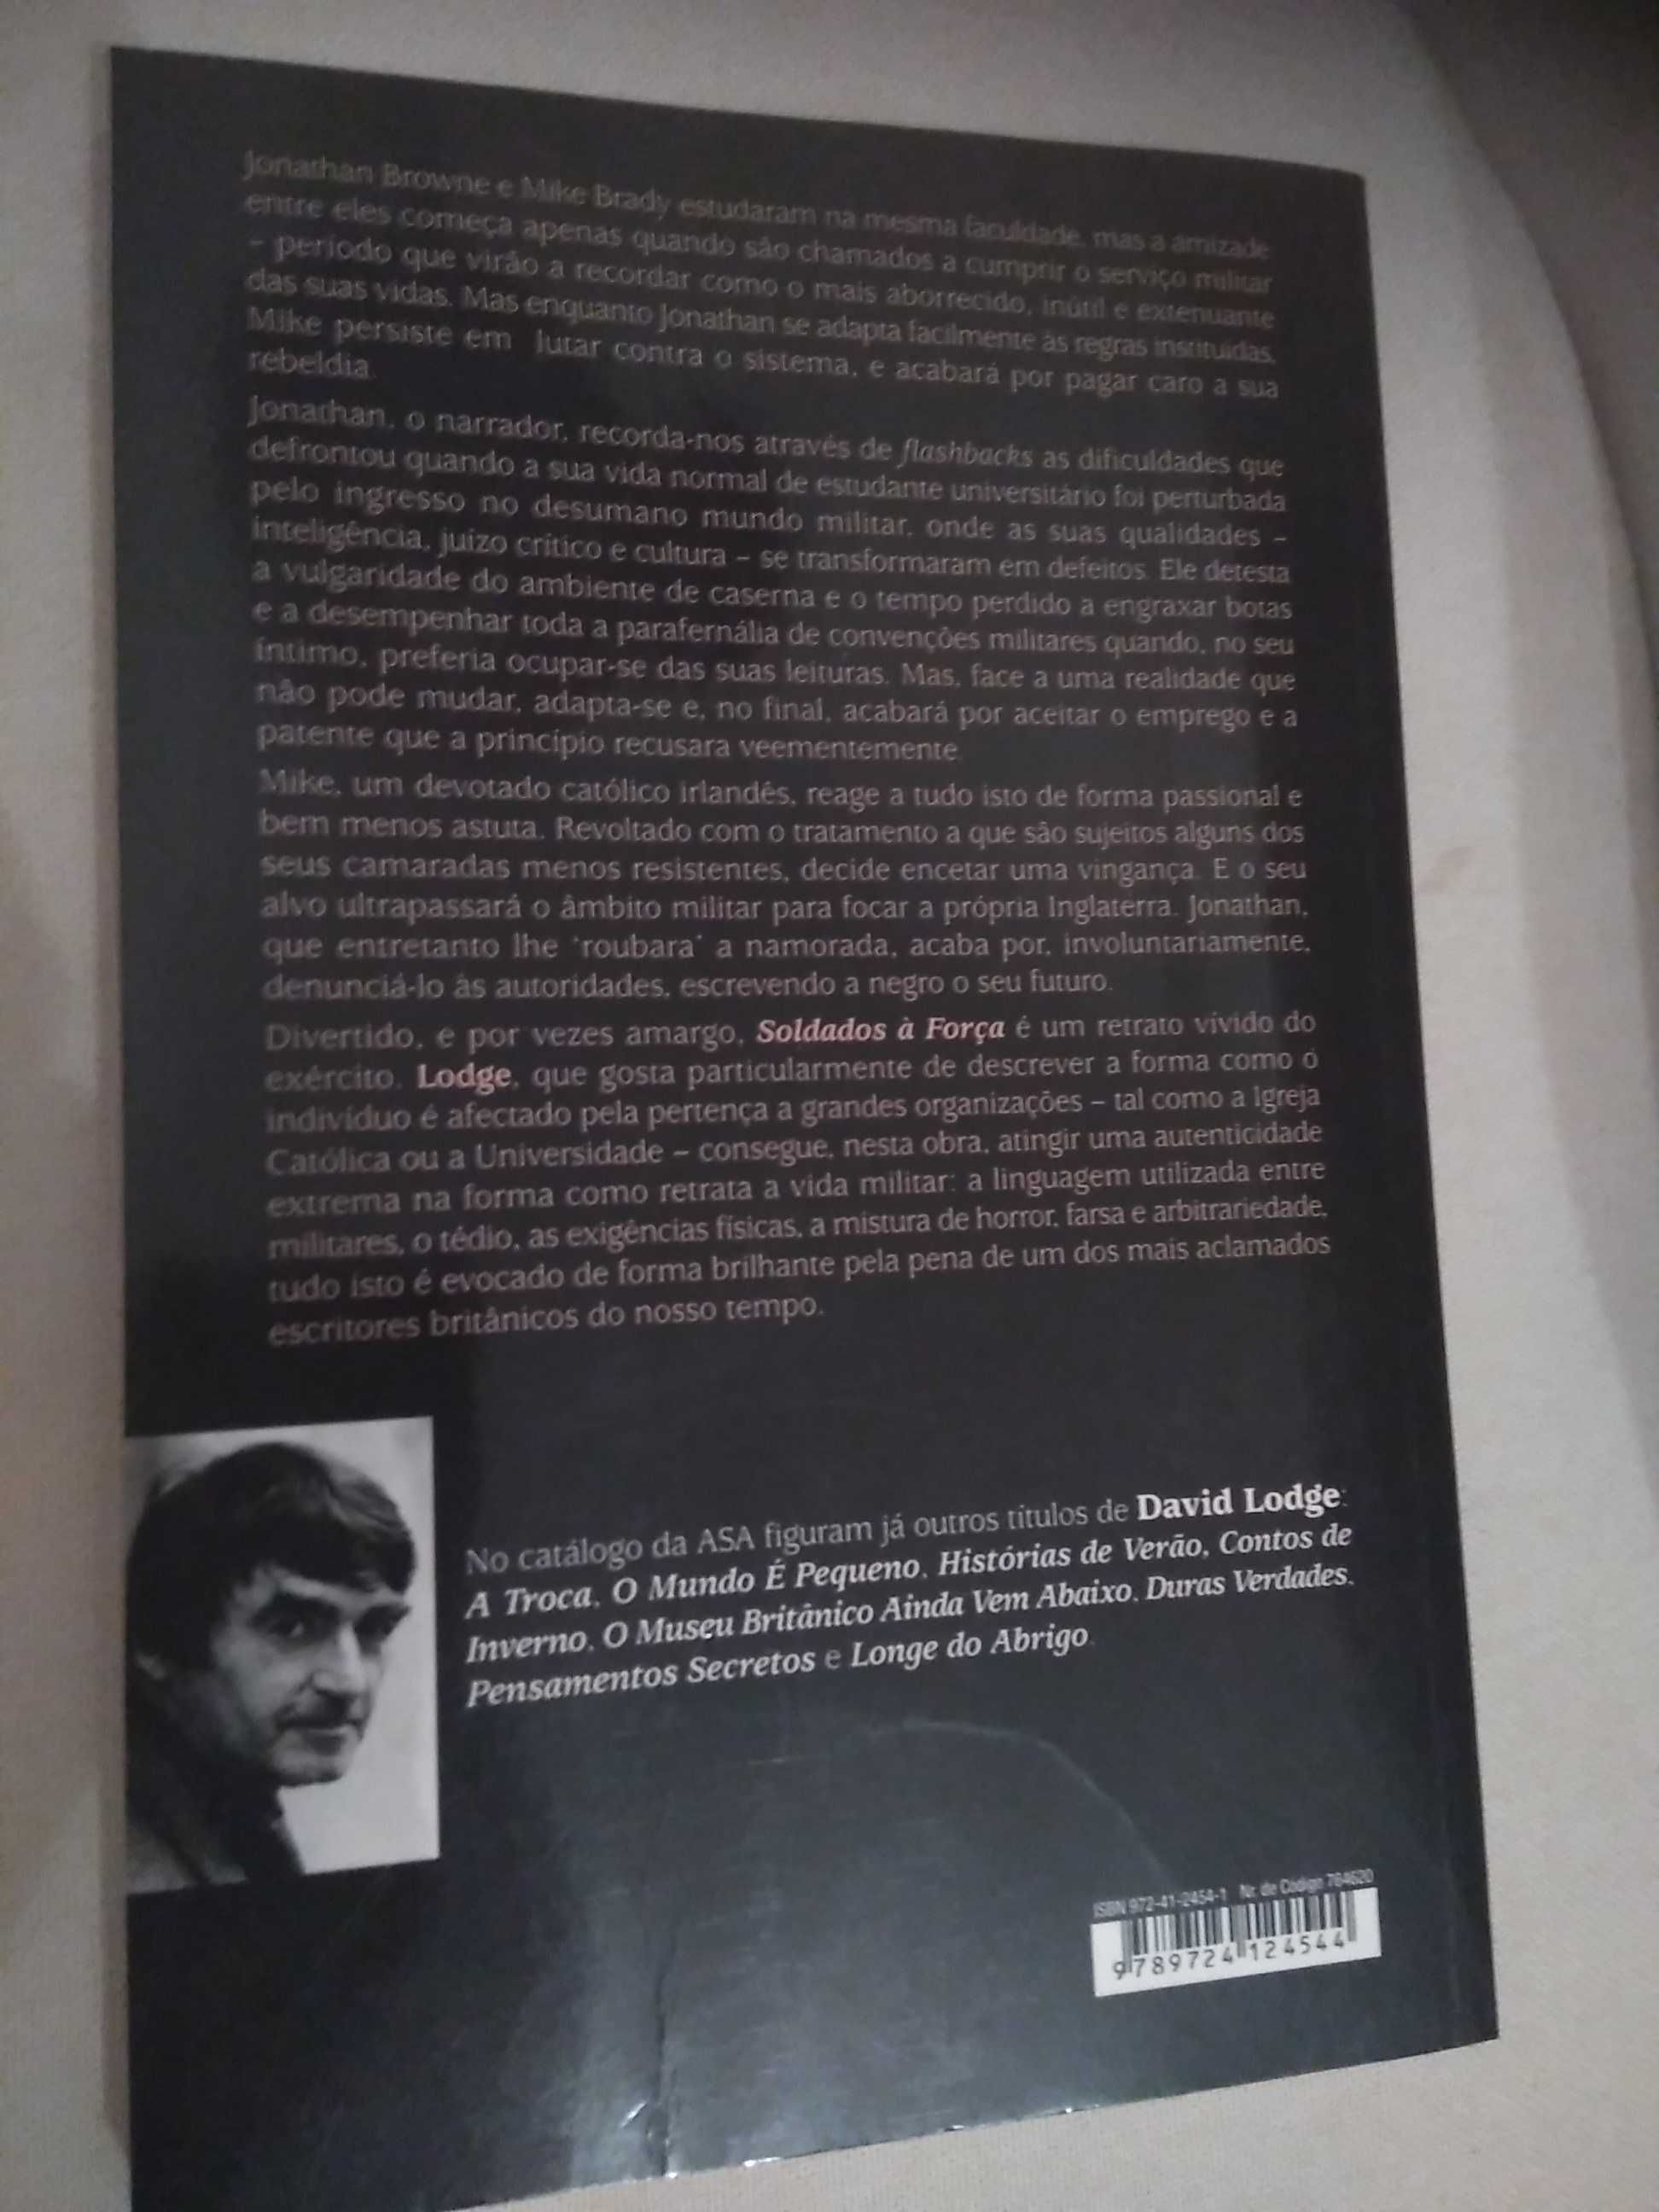 Jonathan Browne e Mike Brady estudaram na mesma faculdade, mas a amizade
entre eles começa apenas quando são chamados a cumprir o serviço militar
– período que virão a recordar como o mais aborrecido, inútil e extenuante
das suas vidas. Mas enquanto Jonathan se adapta facilmente às regras instituídas,
Mike persiste em lutar contra o sistema, e acabará por pagar caro a sua
rebeldia.
Jonathan, o narrador, recorda-nos através de flashbacks as dificuldades que
defrontou quando a sua vida normal de estudante universitário foi perturbada
pelo ingresso no desumano mundo militar, onde as suas qualidades –
inteligência, juízo crítico e cultura – se transformaram em defeitos. Ele detesta
a vulgaridade do ambiente de caserna e o tempo perdido a engraxar botas
e a desempenhar toda a parafernália de convenções militares quando, no seu
íntimo, preferia ocupar-se das suas leituras. Mas, face a uma realidade que
não pode mudar, adapta-se e, no final, acabará por aceitar o emprego e a
patente que a princípio recusara veementemente.
Mike, um devotado católico irlandês, reage a tudo isto de forma passional e
bem menos astuta. Revoltado com o tratamento a que são sujeitos alguns dos
seus camaradas menos resistentes, decide encetar uma vingança. E o seu
alvo ultrapassará o âmbito militar para focar a própria Inglaterra. Jonathan,
que entretanto lhe 'roubara' a namorada, acaba por, involuntariamente,
denunciá-lo às autoridades, escrevendo a negro o seu futuro.
Divertido, e por vezes amargo, Soldados à Força é um retrato vívido do
exército. Lodge, que gosta particularmente de descrever a forma como o
indivíduo é afectado pela pertença a grandes organizações – tal como a Igreja
Católica ou a Universidade – consegue, nesta obra, atingir uma autenticidade
extrema na forma como retrata a vida militar: a linguagem utilizada entre
militares, o tédio, as exigências físicas, a mistura de horror, farsa e arbitrariedade,
tudo isto é evocado de forma brilhante pela pena de um dos mais aclamados
escritores britânicos do nosso tempo.
No catálogo da ASA figuram já outros títulos de David Lodge:
A Troca, O Mundo É Pequeno, Histórias de Verão, Contos de
Inverno, O Museu Britânico Ainda Vem Abaixo, Duras Verdades,
Pensamentos Secretos e Longe do Abrigo.
ISBN 972-41-2454-1 Nr. de Código 764620
9 789724 124544